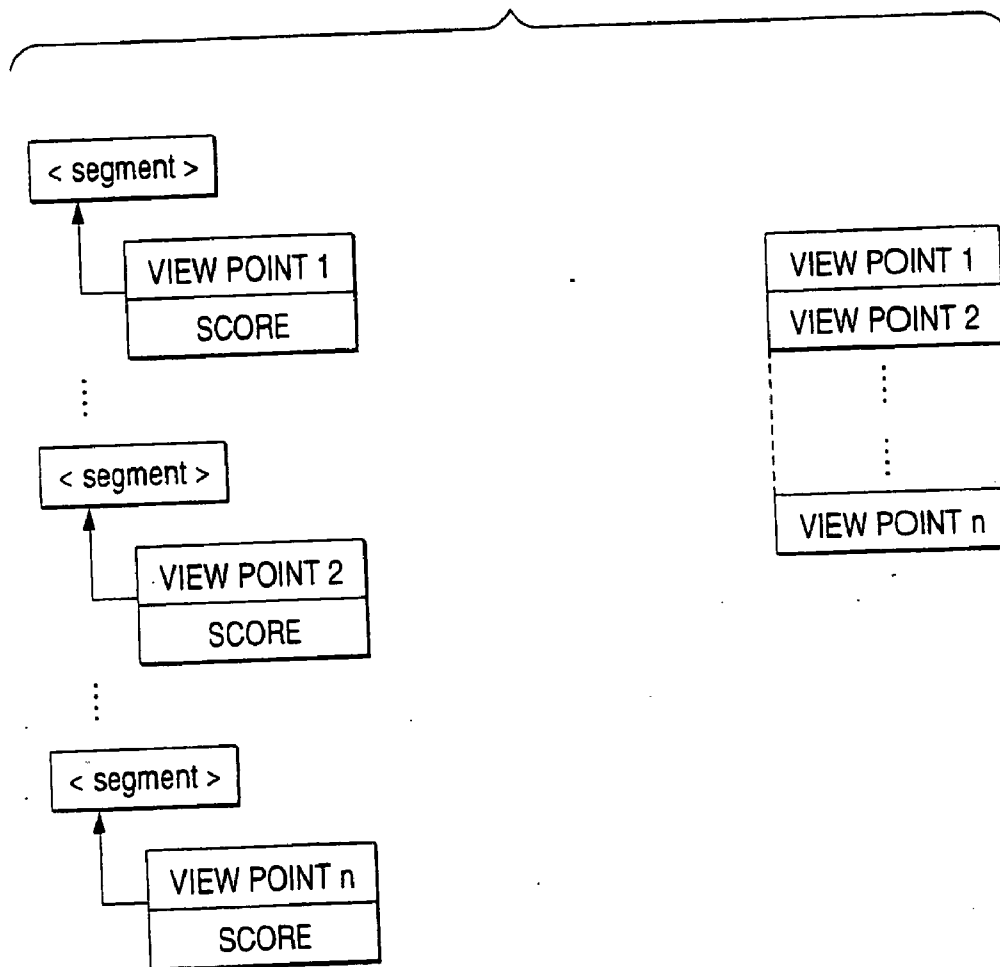 < segment >
VIEW POINT 1
SCORE
< segment >
VIEW POINT 2
SCORE
< segment >
VIEW POINT n
SCORE
VIEW POINT 1
VIEW POINT 2
VIEW POINT n